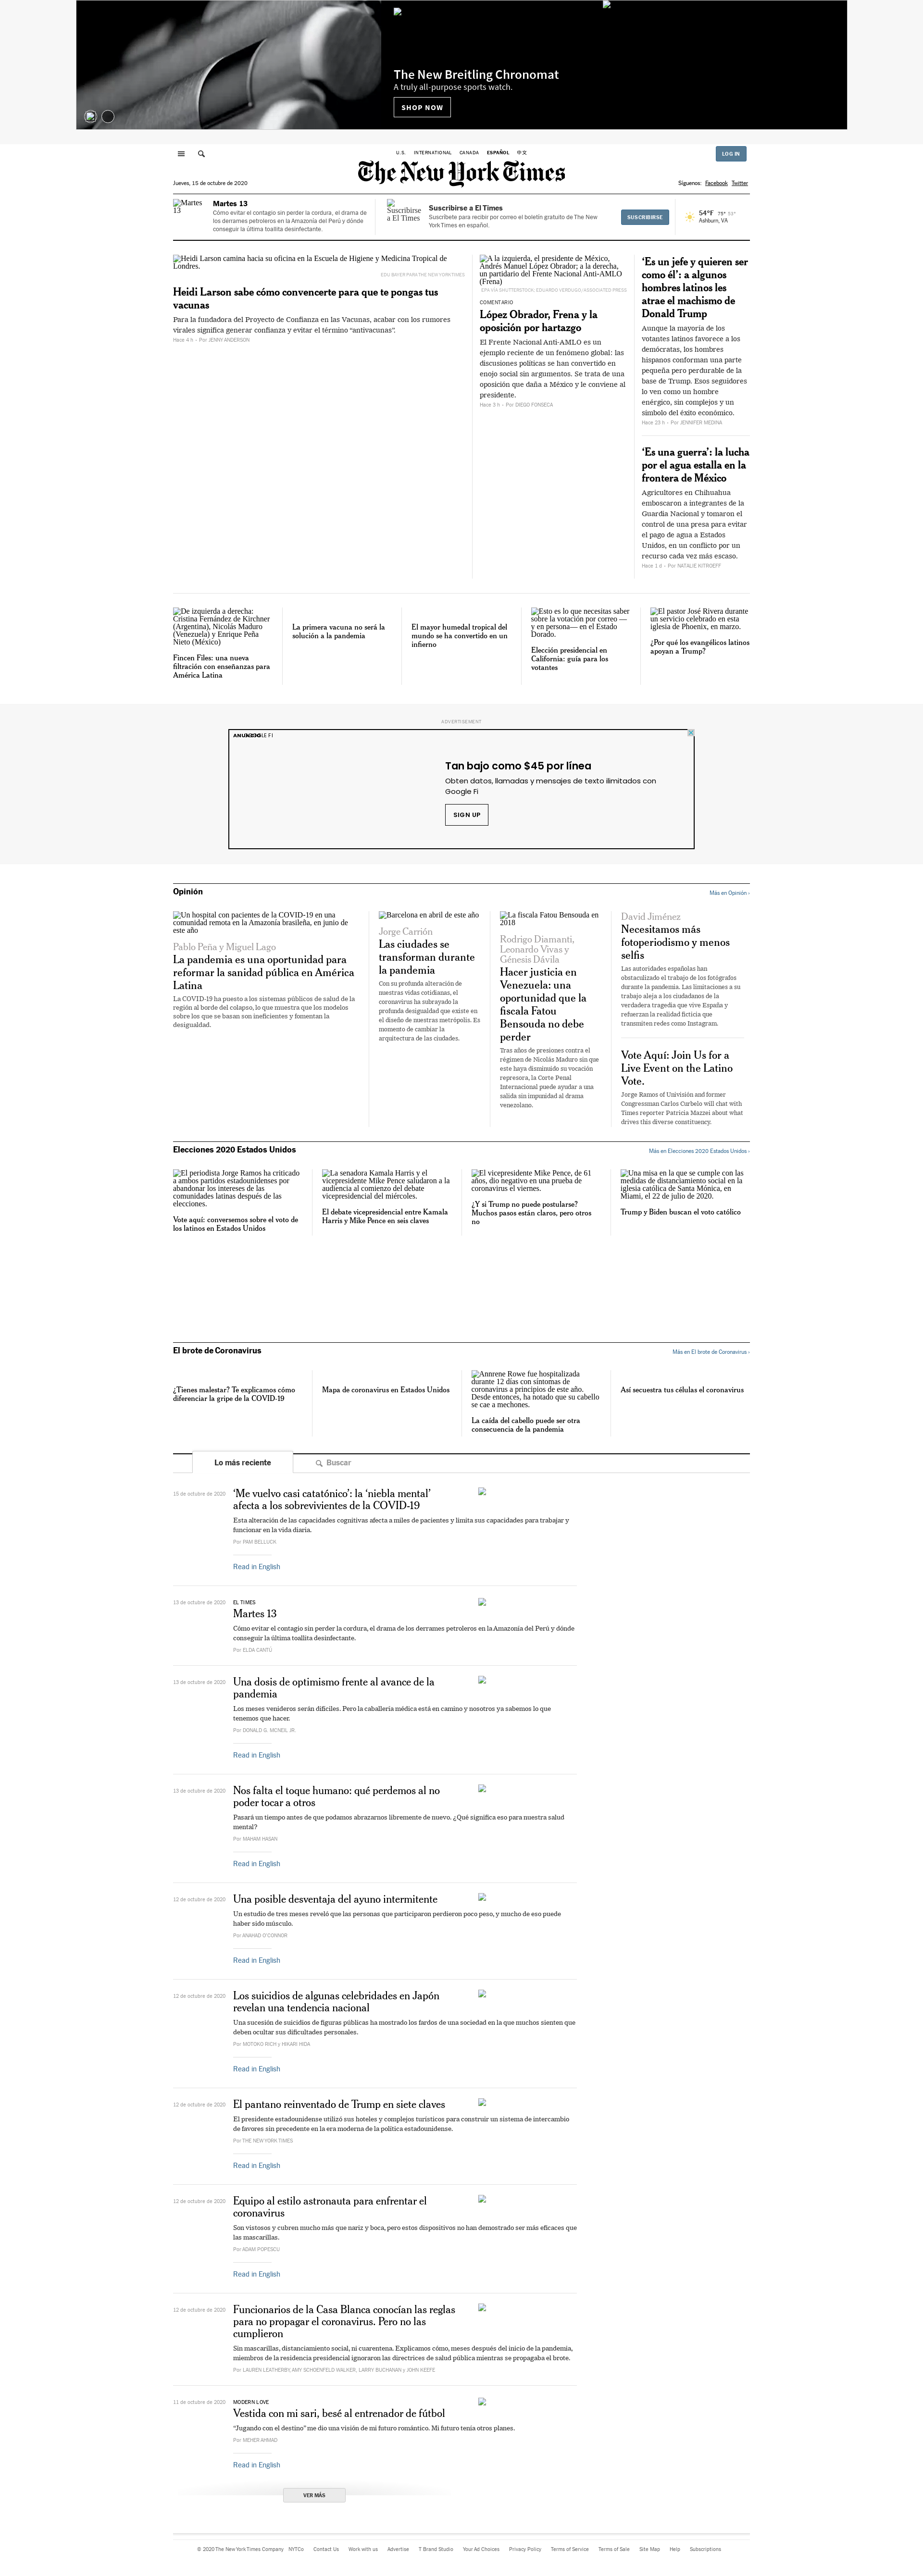 The New Breitling Chronomat
A truly all-purpose sports watch.
SHOP NOW
U.S. INTERNATIONAL CANADA ESPAÑOL 中文
LOG IN
The New York Times
Jueves, 15 de octubre de 2020
Síguenos: Facebook Twitter
Martes 13
Martes 13
Cómo evitar el contagio sin perder la cordura, el drama de
los derrames petroleros en la Amazonía del Perú y dónde
conseguir la última toallita desinfectante.
Suscribirse
a El Times
Suscribirse a El Times
Suscríbete para recibir por correo el boletín gratuito de The New
York Times en español.
SUSCRIBIRSE
54°F 75° 53°
Ashburn, VA
Heidi Larson camina hacia su oficina en la Escuela de Higiene y Medicina Tropical de
Londres.
EDU BAYER PARA THE NEW YORK TIMES
Heidi Larson sabe cómo convencerte para que te pongas tus
vacunas
Para la fundadora del Proyecto de Confianza en las Vacunas, acabar con los rumores
virales significa generar confianza y evitar el término “antivacunas”.
Hace 4 h – Por JENNY ANDERSON
A la izquierda, el presidente de México,
Andrés Manuel López Obrador; a la derecha,
un partidario del Frente Nacional Anti-AMLO
(Frena)
EPA VIA SHUTTERSTOCK; EDUARDO VERDUGO/ASSOCIATED PRESS
COMENTARIO
López Obrador, Frena y la
oposición por hartazgo
El Frente Nacional Anti-AMLO es un
ejemplo reciente de un fenómeno global: las
discusiones políticas se han convertido en
enojo social sin argumentos. Se trata de una
oposición que daña a México y le conviene al
presidente.
Hace 3 h – Por DIEGO FONSECA
‘Es un jefe y quieren ser
como él’: a algunos
hombres latinos les
atrae el machismo de
Donald Trump
Aunque la mayoría de los
votantes latinos favorece a los
demócratas, los hombres
hispanos conforman una parte
pequeña pero perdurable de la
base de Trump. Esos seguidores
lo ven como un hombre
enérgico, sin complejos y un
símbolo del éxito económico.
Hace 23 h – Por JENNIFER MEDINA
‘Es una guerra’: la lucha
por el agua estalla en la
frontera de México
Agricultores en Chihuahua
emboscaron a integrantes de la
Guardia Nacional y tomaron el
control de una presa para evitar
el pago de agua a Estados
Unidos, en un conflicto por un
recurso cada vez más escaso.
Hace 1 d – Por NATALIE KITROEFF
De izquierda a derecha:
Cristina Fernández de Kirchner
(Argentina), Nicolás Maduro
(Venezuela) y Enrique Peña
Nieto (México)
Fincen Files: una nueva
filtración con enseñanzas para
América Latina
La primera vacuna no será la
solución a la pandemia
El mayor humedal tropical del
mundo se ha convertido en un
infierno
Esto es lo que necesitas saber
sobre la votación por correo —
y en persona— en el Estado
Dorado.
Elección presidencial en
California: guía para los
votantes
El pastor José Rivera durante
un servicio celebrado en esta
iglesia de Phoenix, en marzo.
¿Por qué los evangélicos latinos
apoyan a Trump?
ADVERTISEMENT
ANUNCIO
Tan bajo como $45 por línea
Obten datos, llamadas y mensajes de texto ilimitados con
Google Fi
SIGN UP
Opinión
Más en Opinión ›
Un hospital con pacientes de la COVID-19 en una
comunidad remota en la Amazonía brasileña, en junio de
este año
Pablo Peña y Miguel Lago
La pandemia es una oportunidad para
reformar la sanidad pública en América
Latina
La COVID-19 ha puesto a los sistemas públicos de salud de la
región al borde del colapso, lo que muestra que los modelos
sobre los que se basan son ineficientes y fomentan la
desigualdad.
Barcelona en abril de este año
Jorge Carrión
Las ciudades se
transforman durante
la pandemia
Con su profunda alteración de
nuestras vidas cotidianas, el
coronavirus ha subrayado la
profunda desigualdad que existe en
el diseño de nuestras metrópolis. Es
momento de cambiar la
arquitectura de las ciudades.
La fiscala Fatou Bensouda en
2018
Rodrigo Diamanti,
Leonardo Vivas y
Génesis Dávila
Hacer justicia en
Venezuela: una
oportunidad que la
fiscala Fatou
Bensouda no debe
perder
Tras años de presiones contra el
régimen de Nicolás Maduro sin que
este haya disminuido su vocación
represora, la Corte Penal
Internacional puede ayudar a una
salida sin impunidad al drama
venezolano.
David Jiménez
Necesitamos más
fotoperiodismo y menos
selfis
Las autoridades españolas han
obstaculizado el trabajo de los fotógrafos
durante la pandemia. Las limitaciones a su
trabajo aleja a los ciudadanos de la
verdadera tragedia que vive España y
refuerzan la realidad ficticia que
transmiten redes como Instagram.
Vote Aquí: Join Us for a
Live Event on the Latino
Vote.
Jorge Ramos of Univisión and former
Congressman Carlos Curbelo will chat with
Times reporter Patricia Mazzei about what
drives this diverse constituency.
Elecciones 2020 Estados Unidos
Más en Elecciones 2020 Estados Unidos ›
El periodista Jorge Ramos ha criticado
a ambos partidos estadounidenses por
abandonar los intereses de las
comunidades latinas después de las
elecciones.
Vote aquí: conversemos sobre el voto de
los latinos en Estados Unidos
La senadora Kamala Harris y el
vicepresidente Mike Pence saludaron a la
audiencia al comienzo del debate
vicepresidencial del miércoles.
El debate vicepresidencial entre Kamala
Harris y Mike Pence en seis claves
El vicepresidente Mike Pence, de 61
años, dio negativo en una prueba de
coronavirus el viernes.
¿Y si Trump no puede postularse?
Muchos pasos están claros, pero otros
no
Una misa en la que se cumple con las
medidas de distanciamiento social en la
iglesia católica de Santa Mónica, en
Miami, el 22 de julio de 2020.
Trump y Biden buscan el voto católico
El brote de Coronavirus
Más en El brote de Coronavirus ›
¿Tienes malestar? Te explicamos cómo
diferenciar la gripe de la COVID-19
Mapa de coronavirus en Estados Unidos
Annrene Rowe fue hospitalizada
durante 12 días con síntomas de
coronavirus a principios de este año.
Desde entonces, ha notado que su cabello
se cae a mechones.
La caída del cabello puede ser otra
consecuencia de la pandemia
Así secuestra tus células el coronavirus
Lo más reciente
Buscar
15 de octubre de 2020
‘Me vuelvo casi catatónico’: la ‘niebla mental’
afecta a los sobrevivientes de la COVID-19
Esta alteración de las capacidades cognitivas afecta a miles de pacientes y limita sus capacidades para trabajar y
funcionar en la vida diaria.
Por PAM BELLUCK
Read in English
13 de octubre de 2020
EL TIMES
Martes 13
Cómo evitar el contagio sin perder la cordura, el drama de los derrames petroleros en la Amazonía del Perú y dónde
conseguir la última toallita desinfectante.
Por ELDA CANTÚ
13 de octubre de 2020
Una dosis de optimismo frente al avance de la
pandemia
Los meses venideros serán difíciles. Pero la caballería médica está en camino y nosotros ya sabemos lo que
tenemos que hacer.
Por DONALD G. MCNEIL JR.
Read in English
13 de octubre de 2020
Nos falta el toque humano: qué perdemos al no
poder tocar a otros
Pasará un tiempo antes de que podamos abrazarnos libremente de nuevo. ¿Qué significa eso para nuestra salud
mental?
Por MAHAM HASAN
Read in English
12 de octubre de 2020
Una posible desventaja del ayuno intermitente
Un estudio de tres meses reveló que las personas que participaron perdieron poco peso, y mucho de eso puede
haber sido músculo.
Por ANAHAD O’CONNOR
Read in English
12 de octubre de 2020
Los suicidios de algunas celebridades en Japón
revelan una tendencia nacional
Una sucesión de suicidios de figuras públicas ha mostrado los fardos de una sociedad en la que muchos sienten que
deben ocultar sus dificultades personales.
Por MOTOKO RICH y HIKARI HIDA
Read in English
12 de octubre de 2020
El pantano reinventado de Trump en siete claves
El presidente estadounidense utilizó sus hoteles y complejos turísticos para construir un sistema de intercambio
de favores sin precedente en la era moderna de la política estadounidense.
Por THE NEW YORK TIMES
Read in English
12 de octubre de 2020
Equipo al estilo astronauta para enfrentar el
coronavirus
Son vistosos y cubren mucho más que nariz y boca, pero estos dispositivos no han demostrado ser más eficaces que
las mascarillas.
Por ADAM POPESCU
Read in English
12 de octubre de 2020
Funcionarios de la Casa Blanca conocían las reglas
para no propagar el coronavirus. Pero no las
cumplieron
Sin mascarillas, distanciamiento social, ni cuarentena. Explicamos cómo, meses después del inicio de la pandemia,
miembros de la residencia presidencial ignoraron las directrices de salud pública mientras se propagaba el brote.
Por LAUREN LEATHERBY, AMY SCHOENFELD WALKER, LARRY BUCHANAN y JOHN KEEFE
11 de octubre de 2020
MODERN LOVE
Vestida con mi sari, besé al entrenador de fútbol
“Jugando con el destino” me dio una visión de mi futuro romántico. Mi futuro tenía otros planes.
Por MEHER AHMAD
Read in English
VER MÁS
© 2020 The New York Times Company NYTCo Contact Us Work with us Advertise T Brand Studio Your Ad Choices Privacy Policy Terms of Service Terms of Sale Site Map Help Subscriptions